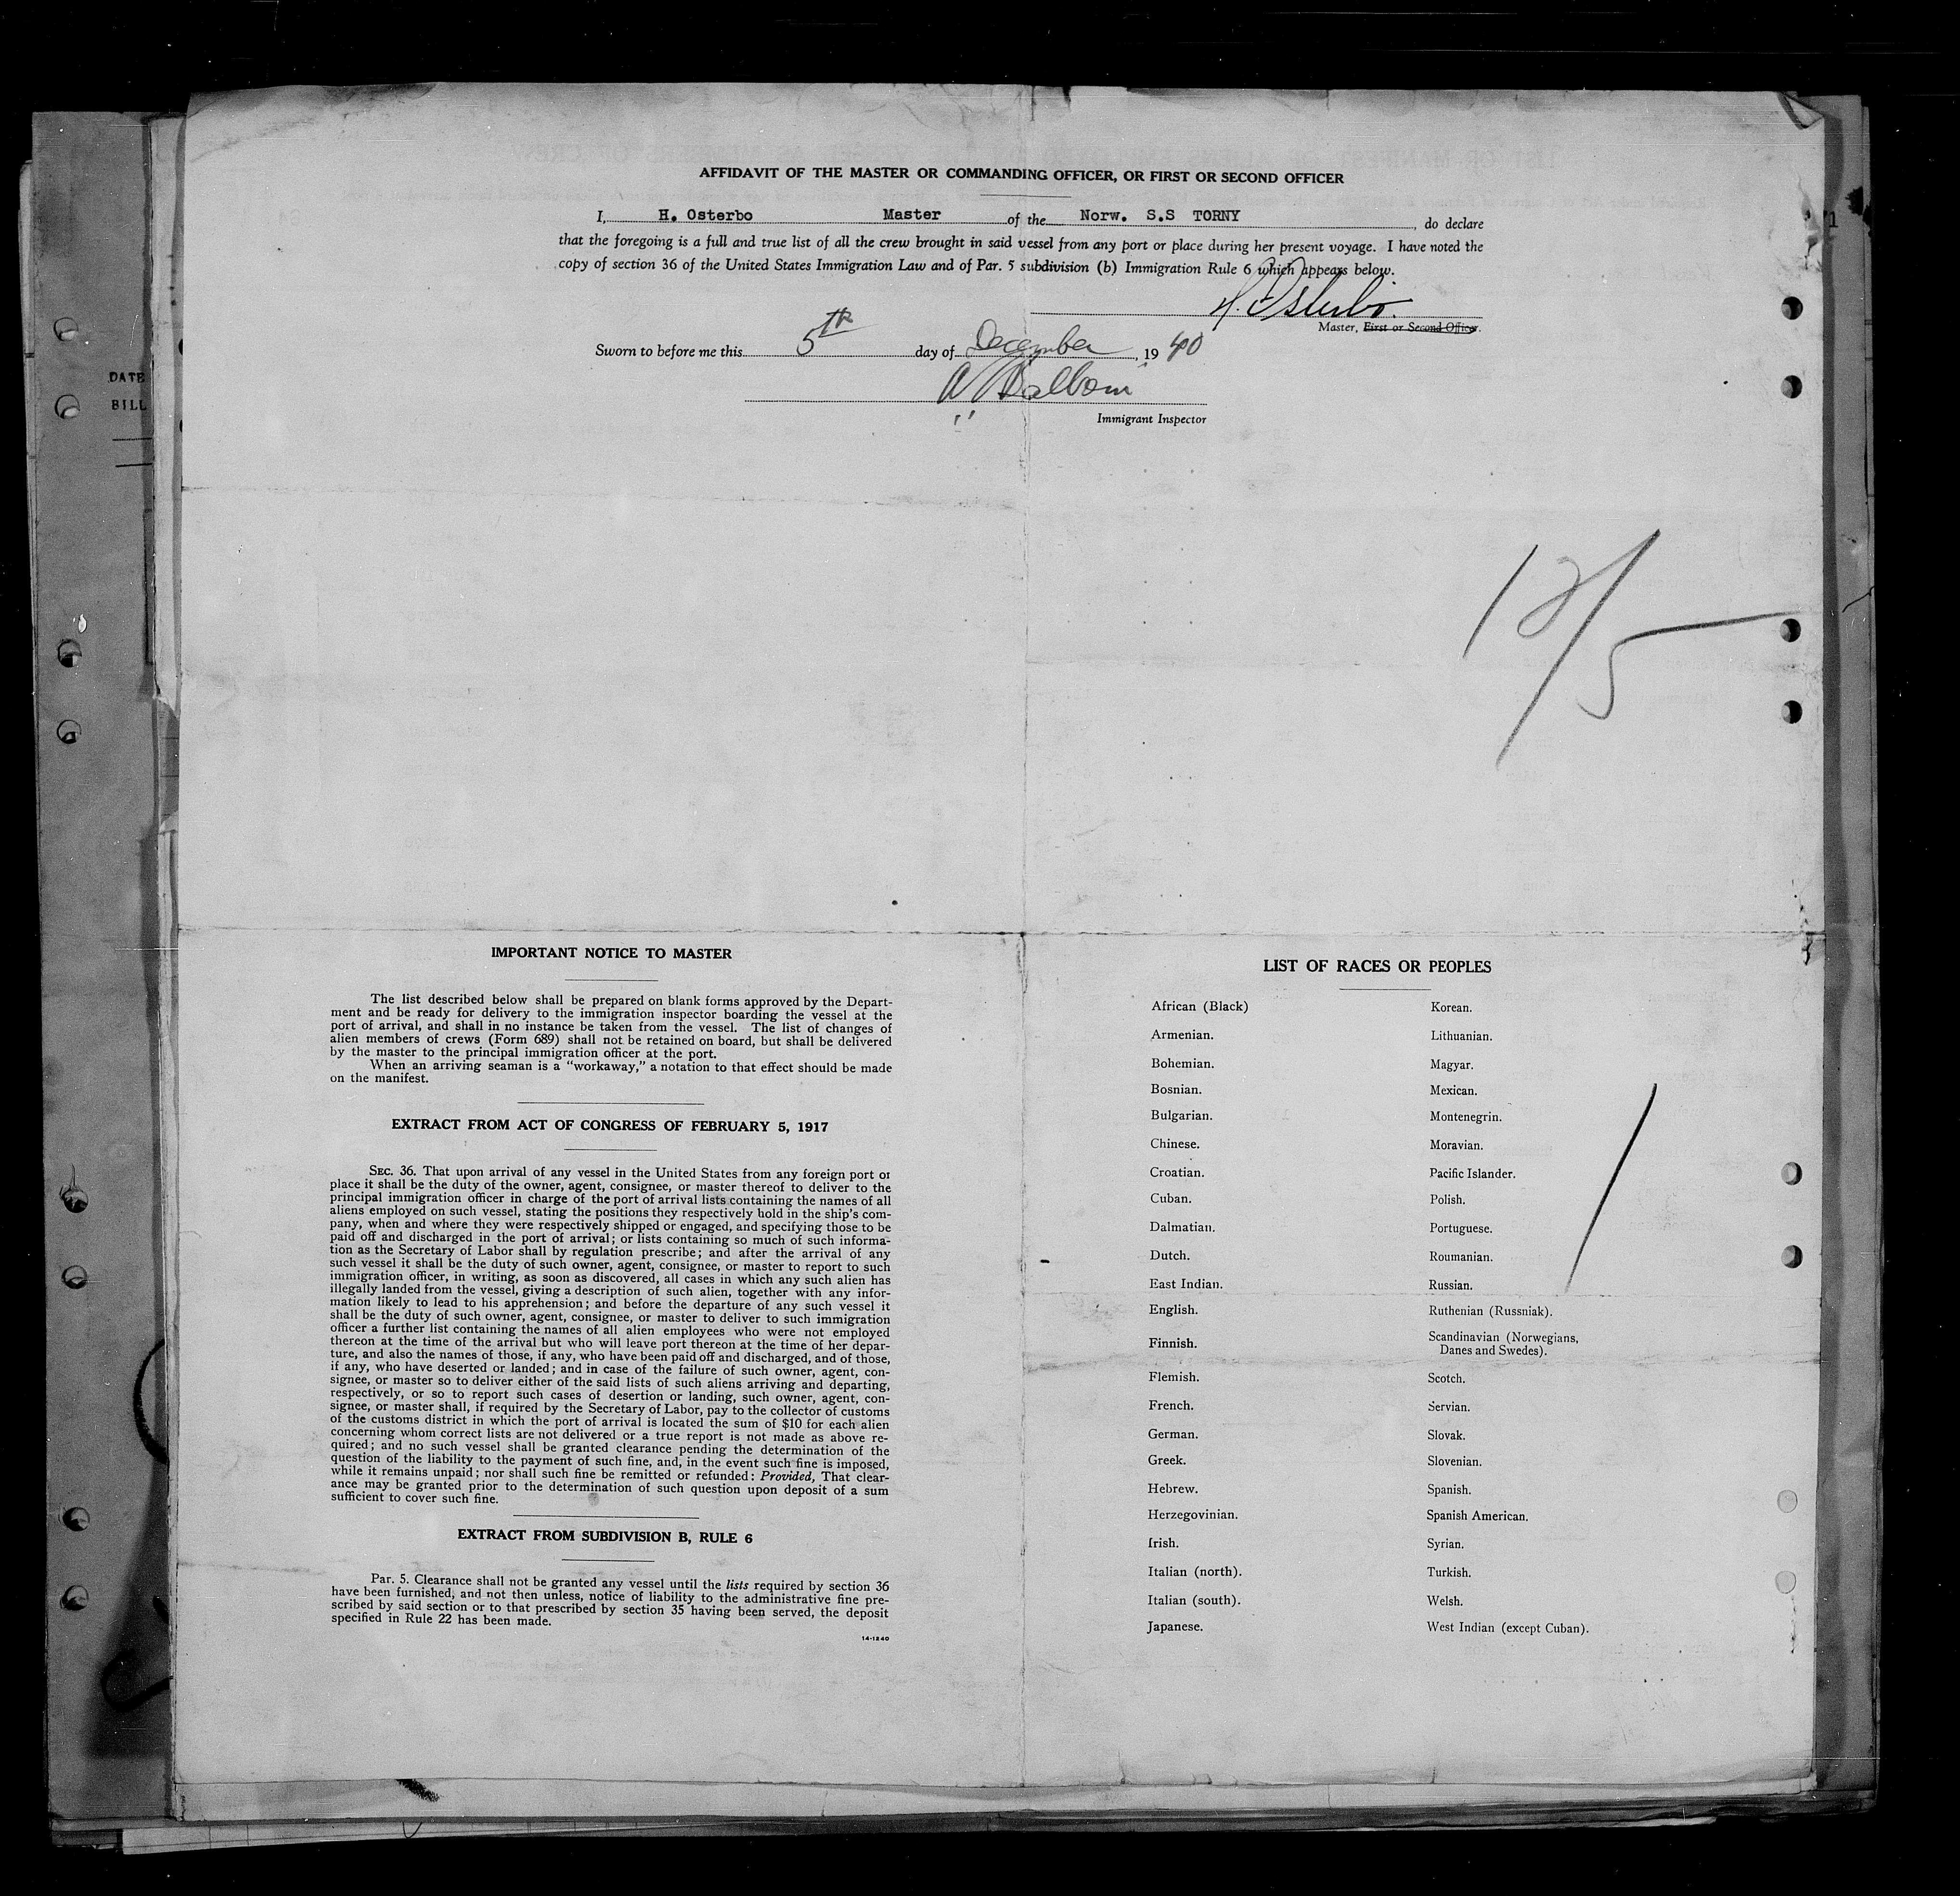 AFFIDAVIT OF THE MASTER OR COMMANDING OFFICER, OR FIRST OR SECOND OFFICER
I, H. Osterbo Master of the Norw. S.S TORNY, do declare
that the foregoing is a full and true list of all the crew brought in said vessel from any port or place during her present voyage. I have noted the
copy of section 36 of the United States Immigration Law and of Par. 5 subdivision (b) Immigration Rule 6 which appears below.
H. Osterbo.
Master, First or Second Officer.
Sworn to before me this 5th day of December, 1940
Immigrant Inspector
DATE
BILL
1
12/5
IMPORTANT NOTICE TO MASTER
The list described below shall be prepared on blank forms approved by the Depart-
ment and be ready for delivery to the immigration inspector boarding the vessel at the
port of arrival, and shall in no instance be taken from the vessel. The list of changes of
alien members of crews (Form 689) shall not be retained on board, but shall be delivered
by the master to the principal immigration officer at the port.
When an arriving seaman is a “workaway,” a notation to that effect should be made
on the manifest.
EXTRACT FROM ACT OF CONGRESS OF FEBRUARY 5, 1917
SEC. 36. That upon arrival of any vessel in the United States from any foreign port or
place it shall be the duty of the owner, agent, consignee, or master thereof to deliver to the
principal immigration officer in charge of the port of arrival lists containing the names of all
aliens employed on such vessel, stating the positions they respectively hold in the ship's com-
pany, when and where they were respectively shipped or engaged, and specifying those to be
paid off and discharged in the port of arrival; or lists containing so much of such informa-
tion as the Secretary of Labor shall by regulation prescribe; and after the arrival of any
such vessel it shall be the duty of such owner, agent, consignee, or master to report to such
immigration officer, in writing, as soon as discovered, all cases in which any such alien has
illegally landed from the vessel, giving a description of such alien, together with any infor-
mation likely to lead to his apprehension; and before the departure of any such vessel it
shall be the duty of such owner, agent, consignee, or master to deliver to such immigration
officer a further list containing the names of all alien employees who were not employed
thereon at the time of the arrival but who will leave port thereon at the time of her depar-
ture, and also the names of those, if any, who have been paid off and discharged, and of those,
if any, who have deserted or landed; and in case of the failure of such owner, agent, con-
signee, or master so to deliver either of the said lists of such aliens arriving and departing,
respectively, or so to report such cases of desertion or landing, such owner, agent, con-
signee, or master shall, if required by the Secretary of Labor, pay to the collector of customs
of the customs district in which the port of arrival is located the sum of $10 for each alien
concerning whom correct lists are not delivered or a true report is not made as above re-
quired; and no such vessel shall be granted clearance pending the determination of the
question of the liability to the payment of such fine, and, in the event such fine is imposed,
while it remains unpaid; nor shall such fine be remitted or refunded: Provided, That clear-
ance may be granted prior to the determination of such question upon deposit of a sum
sufficient to cover such fine.
EXTRACT FROM SUBDIVISION B, RULE 6
Par. 5. Clearance shall not be granted any vessel until the lists required by section 36
have been furnished, and not then unless, notice of liability to the administrative fine pre-
scribed by said section or to that prescribed by section 35 having been served, the deposit
specified in Rule 22 has been made.
14-1240
LIST OF RACES OR PEOPLES
African (Black)
Armenian.
Bohemian.
Bosnian.
Bulgarian.
Chinese.
Croatian.
Cuban.
Dalmatian.
Dutch.
East Indian.
English.
Finnish.
Flemish.
French.
German.
Greek.
Hebrew.
Herzegovinian.
Irish.
Italian (north).
Italian (south).
Japanese.
Korean.
Lithuanian.
Magyar.
Mexican.
Montenegrin.
Moravian.
Pacific Islander.
Polish.
Portuguese.
Roumanian.
Russian.
Ruthenian (Russniak).
Scandinavian (Norwegians,
Danes and Swedes).
Scotch.
Servian.
Slovak.
Slovenian.
Spanish.
Spanish American.
Syrian.
Turkish.
Welsh.
West Indian (except Cuban).